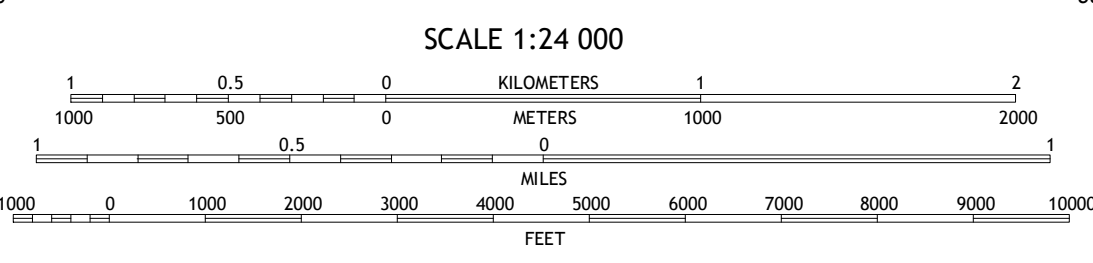 SCALE 1:24 000
1 0.5 0 KILOMETERS 1 2
1000 500 0 METERS 1000 2000
1 0.5 0 1
MILES
1000 0 1000 2000 3000 4000 5000 6000 7000 8000 9000 10000
FEET